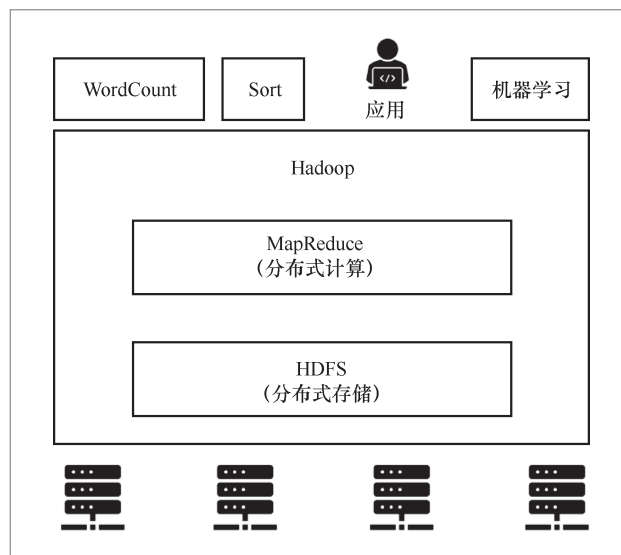 WordCount
Sort
</>
应用
机器学习
Hadoop
MapReduce
(分布式计算)
HDFS
(分布式存储)